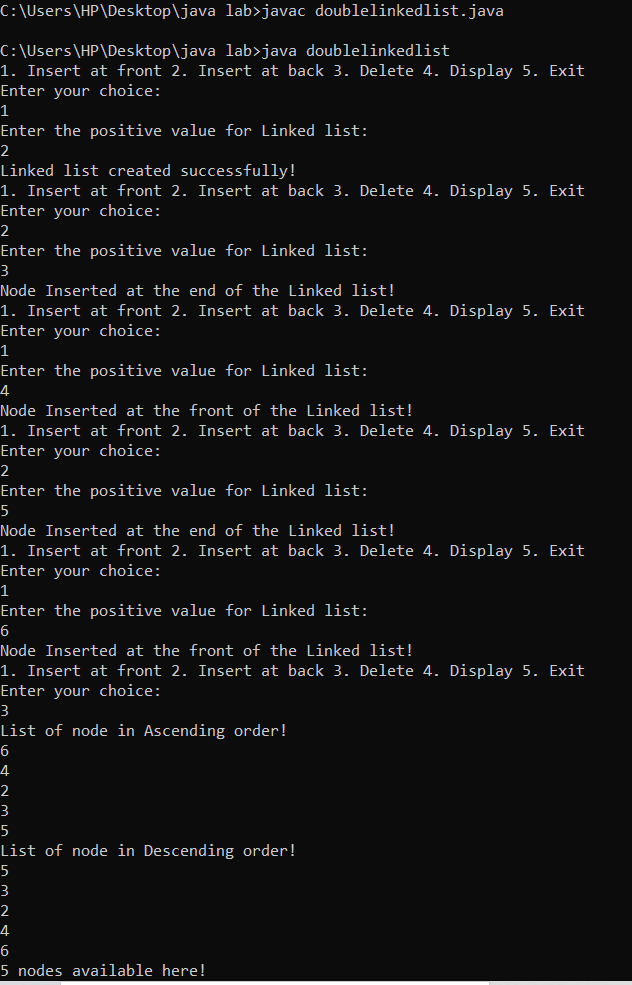 C:\Users\HP\Desktop\java lab>javac doublelinkedlist.java
C:\Users\HP\Desktop\java lab>java doublelinkedlist
1. Insert at front 2. Insert at back 3. Delete 4. Display 5. Exit
Enter your choice:
1
Enter the positive value for Linked list:
2
Linked list created successfully!
1. Insert at front 2. Insert at back 3. Delete 4. Display 5. Exit
Enter your choice:
2
Enter the positive value for Linked list:
3
Node Inserted at the end of the Linked list!
1. Insert at front 2. Insert at back 3. Delete 4. Display 5. Exit
Enter your choice:
1
Enter the positive value for Linked list:
4
Node Inserted at the front of the Linked list!
1. Insert at front 2. Insert at back 3. Delete 4. Display 5. Exit
Enter your choice:
2
Enter the positive value for Linked list:
5
Node Inserted at the end of the Linked list!
1. Insert at front 2. Insert at back 3. Delete 4. Display 5. Exit
Enter your choice:
1
Enter the positive value for Linked list:
6
Node Inserted at the front of the Linked list!
1. Insert at front 2. Insert at back 3. Delete 4. Display 5. Exit
Enter your choice:
3
List of node in Ascending order!
6
4
2
3
5
List of node in Descending order!
5
3
2
4
6
5 nodes available here!